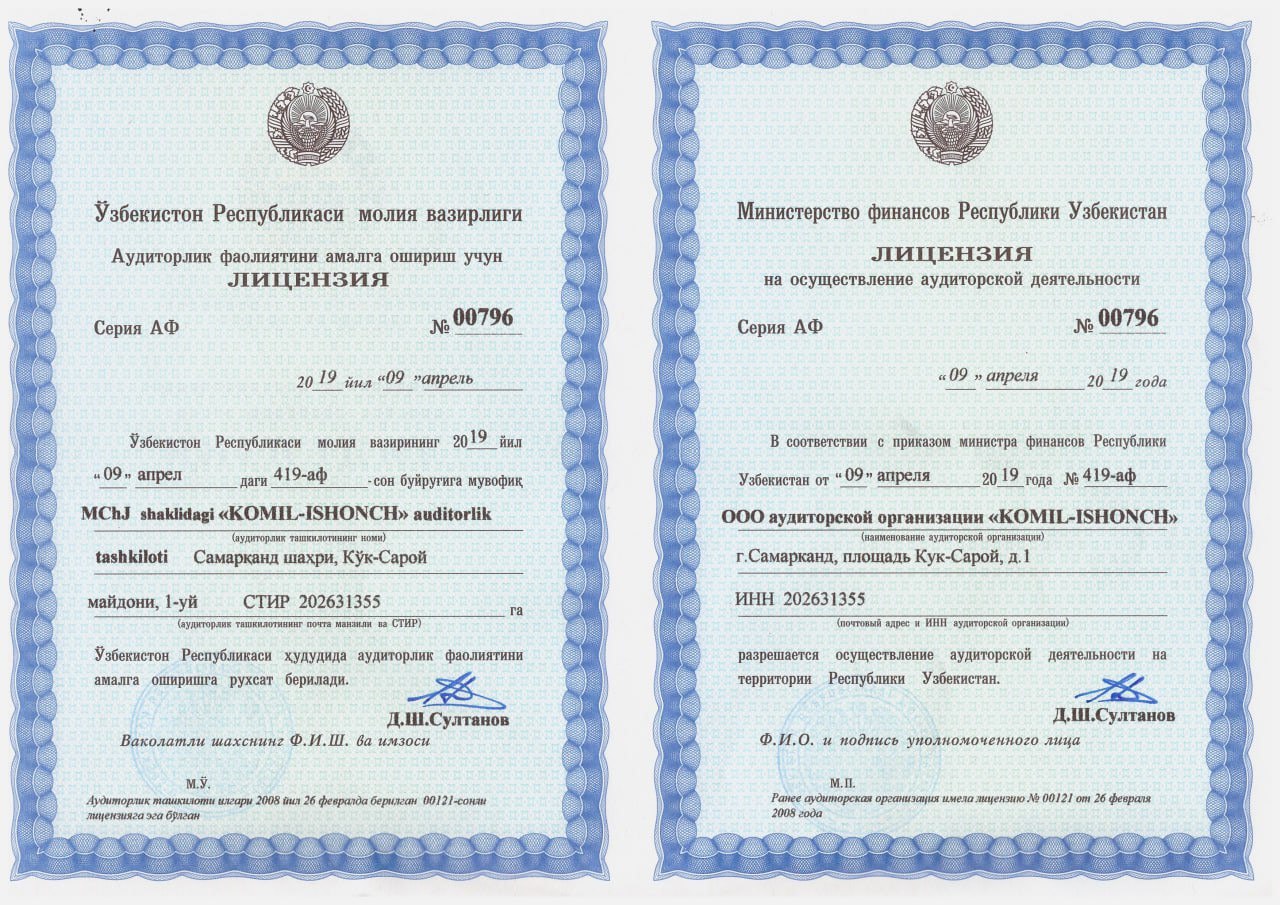 Ўзбекистон Республикаси молия вазирлиги
Аудиторлик фаолиятини амалга ошириш учун
ЛИЦЕНЗИЯ
Серия АФ № 00796
20 19 йил “09 ” апрель
Ўзбекистон Республикаси молия вазирининг 20 19 йил
“ 09 ” апрел даги 419-аф -сон буйругига мувофиқ
MChJ shaklidagi «KOMIL-ISHONCH» auditorlik
(аудиторлик ташкилотининг номи)
tashkiloti Самарқанд шаҳри, Кўк-Сарой
майдони, 1-уй СТИР 202631355 га
(аудиторлик ташкилотининг почта манзили ва СТИР)
Ўзбекистон Республикаси ҳудудида аудиторлик фаолиятини
амалга оширишга рухсат берилади.
Д.Ш.Султанов
Ваколатли шахснинг Ф.И.Ш. ва имзоси
М.Ў.
Аудиторлик ташкилоти илгари 2008 йил 26 февралда берилган 00121-сонли
лицензияга эга бўлган
Министерство финансов Республики Узбекистан
ЛИЦЕНЗИЯ
на осуществление аудиторской деятельности
Серия АФ № 00796
“ 09 ” апреля 20 19 года
В соответствии с приказом министра финансов Республики
Узбекистан от “ 09 ” апреля 20 19 года № 419-аф
ООО аудиторской организации «KOMIL-ISHONCH»
(наименование аудиторской организации)
г.Самарканд, площадь Кук-Сарой, д.1
ИНН 202631355
(почтовый адрес и ИНН аудиторской организации)
разрешается осуществление аудиторской деятельности на
территории Республики Узбекистан.
Д.Ш.Султанов
Ф.И.О. и подпись уполномоченного лица
М.П.
Ранее аудиторская организация имела лицензию № 00121 от 26 февраля
2008 года